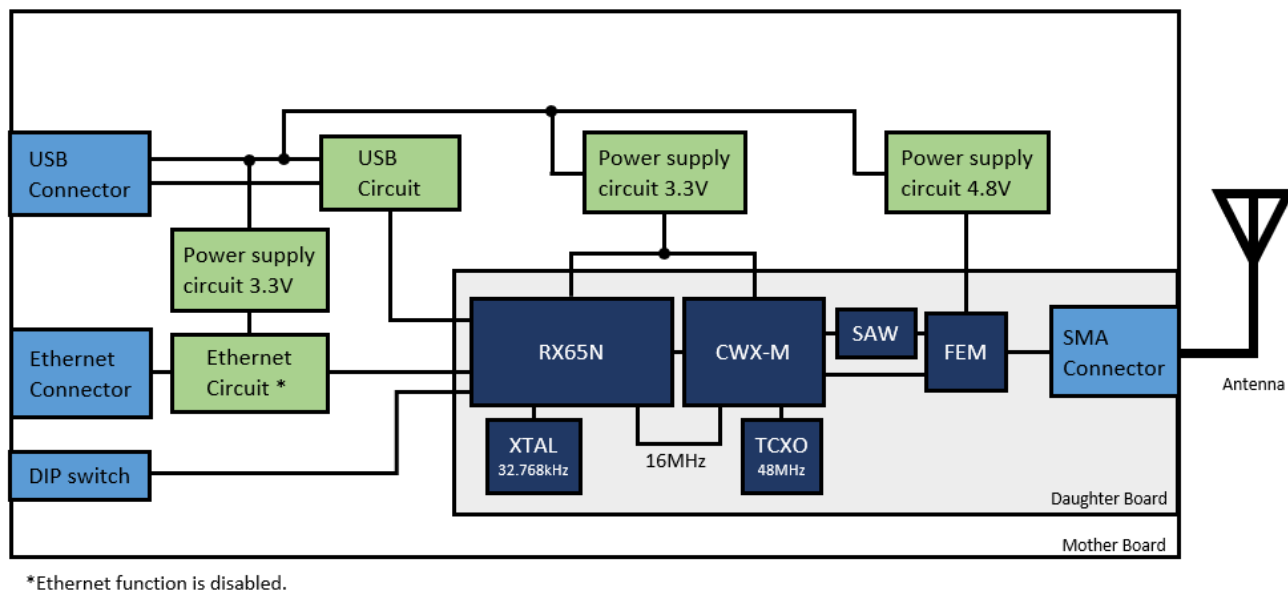 USB
Connector
USB
Circuit
Power supply
circuit 3.3V
Power supply
circuit 4.8V
Power supply
circuit 3.3V
Ethernet
Connector
Ethernet
Circuit *
RX65N
CWX-M
SAW
FEM
SMA
Connector
Antenna
XTAL
32.768kHz
16MHz
TCXO
48MHz
DIP switch
Daughter Board
Mother Board
*Ethernet function is disabled.